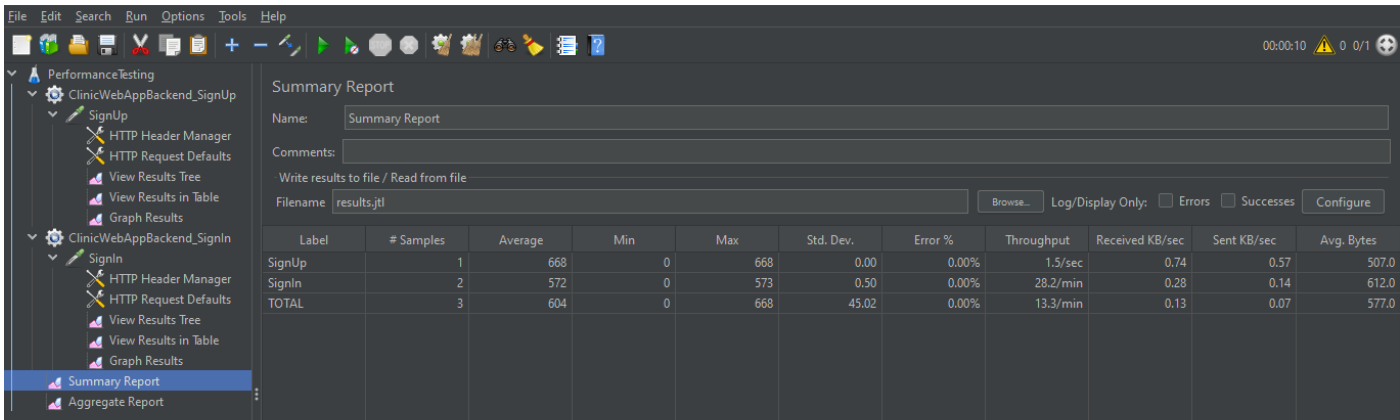 File Edit Search Run Options Tools Help
STOP
00:00:10 0 0/1
PerformanceTesting
ClinicWebAppBackend_SignUp
SignUp
HTTP Header Manager
HTTP Request Defaults
View Results Tree
View Results in Table
Graph Results
ClinicWebAppBackend_SignIn
SignIn
HTTP Header Manager
HTTP Request Defaults
View Results Tree
View Results in Table
Graph Results
Summary Report
Aggregate Report
Summary Report
Name: Summary Report
Comments:
Write results to file / Read from file
Filename results.jtl Browse... Log/Display Only: Errors Successes Configure
Label # Samples Average Min Max Std. Dev. Error % Throughput Received KB/sec Sent KB/sec Avg. Bytes
SignUp 1 668 0 668 0.00 0.00% 1.5/sec 0.74 0.57 507.0
SignIn 2 572 0 573 0.50 0.00% 28.2/min 0.28 0.14 612.0
TOTAL 3 604 0 668 45.02 0.00% 13.3/min 0.13 0.07 577.0